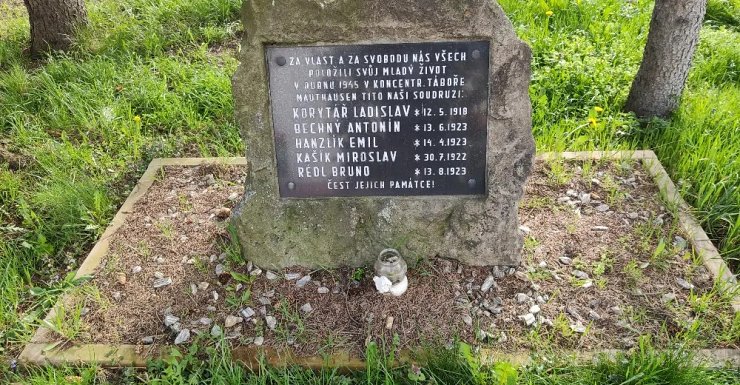 ZA VLAST A ZA SVOBODU NÁS VŠECH
POLOŽILI SVŮJ MLADÝ ŽIVOT
V DUBNU 1945 V KONCENTR. TÁBOŘE
MAUTHAUSEN TITO NAŠI SOUDRUZI:
KORYTÁŘ LADISLAV * 12. 5. 1918
BECHNÝ ANTONÍN * 13. 6. 1923
HANZLÍK EMIL * 14. 4. 1923
KAŠÍK MIROSLAV * 30. 7. 1922
RÉDL BRUNO * 13. 8. 1923
ČEST JEJICH PAMÁTCE!